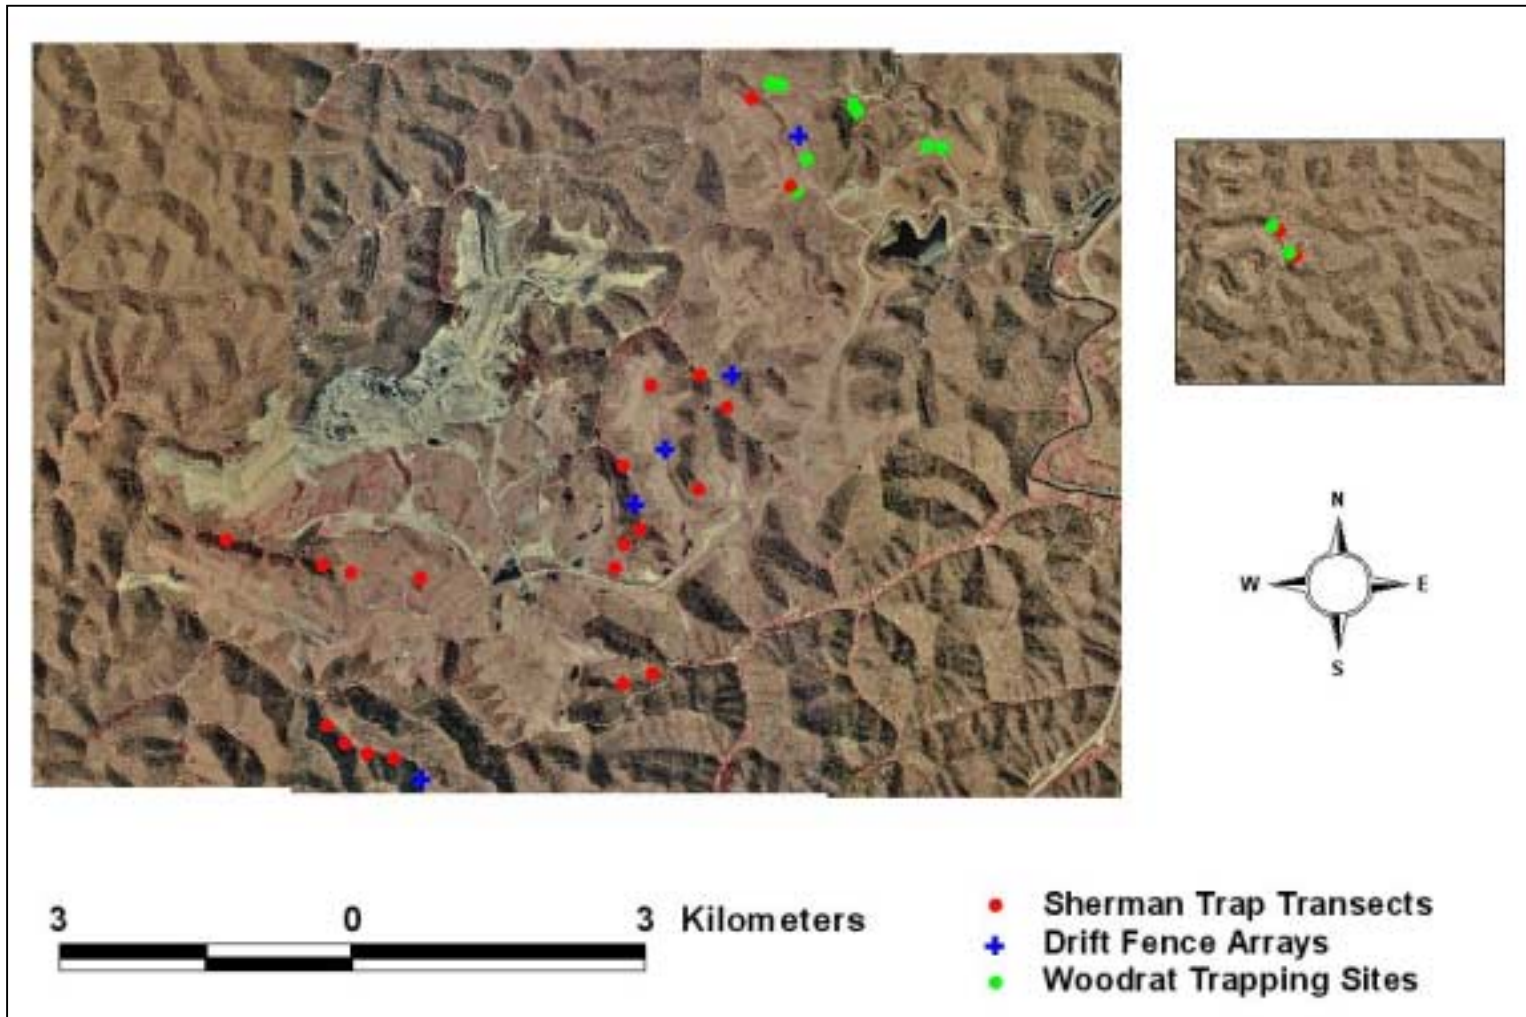 N
W E
S
3 0 3 Kilometers
Sherman Trap Transects
Drift Fence Arrays
Woodrat Trapping Sites